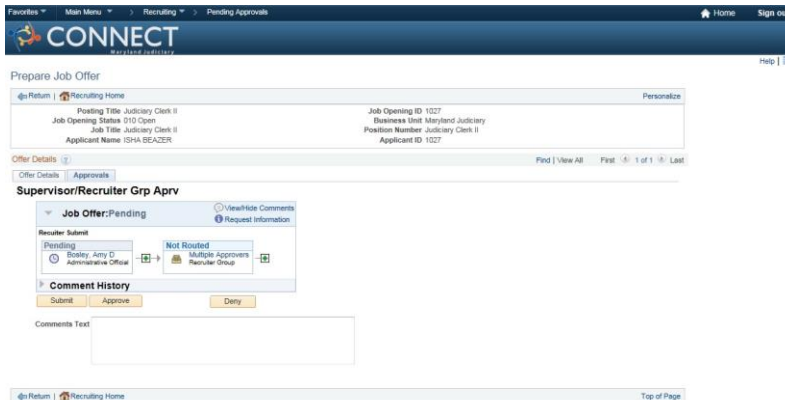 Favorites Main Menu > Recruiting > Pending Approvals Home Sign ou
CONNECT
Maryland Judiciary
Help |
Prepare Job Offer
Return | Recruiting Home Personalize
Posting Title Judiciary Clerk II Job Opening ID 1027
Job Opening Status 010 Open Business Unit Maryland Judiciary
Job Title Judiciary Clerk II Position Number Judiciary Clerk II
Applicant Name ISHA BEAZER Applicant ID 1027
Offer Details ? Find | View All First 1 of 1 Last
Offer Details Approvals
Supervisor/Recruiter Grp Aprv
Job Offer:Pending View/Hide Comments
Request Information
Recuiter Submit
Pending Not Routed
Bosley, Amy D Multiple Approvers
Administrative Official Recruiter Group
Comment History
Submit Approve Deny
Comments Text
Return | Recruiting Home Top of Page